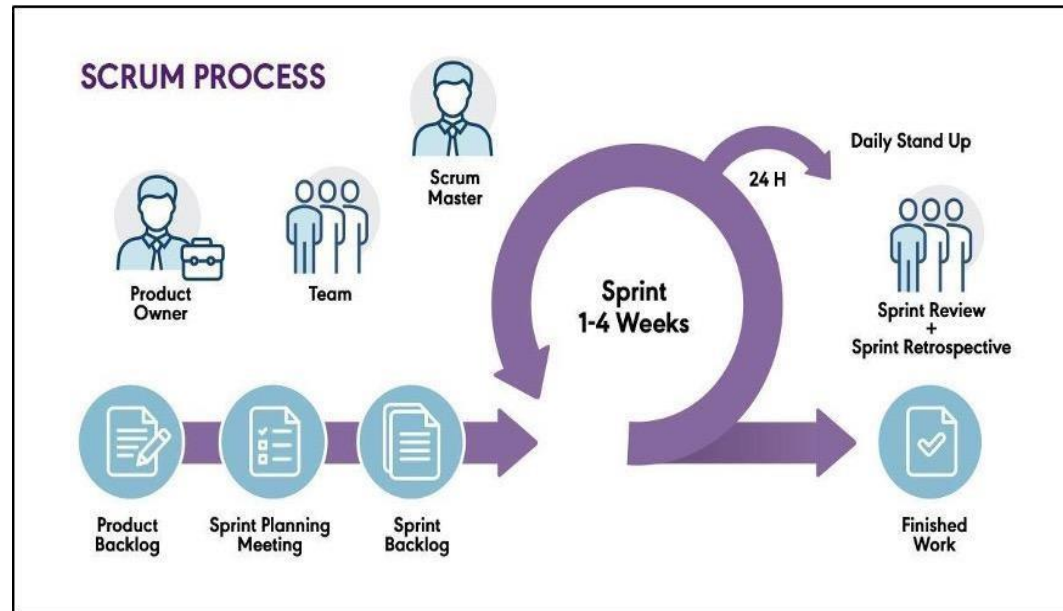 SCRUM PROCESS
Scrum
Master
Product
Owner
Team
24 H
Daily Stand Up
Sprint
1-4 Weeks
Sprint Review
+
Sprint Retrospective
Product
Backlog
Sprint Planning
Meeting
Sprint
Backlog
Finished
Work